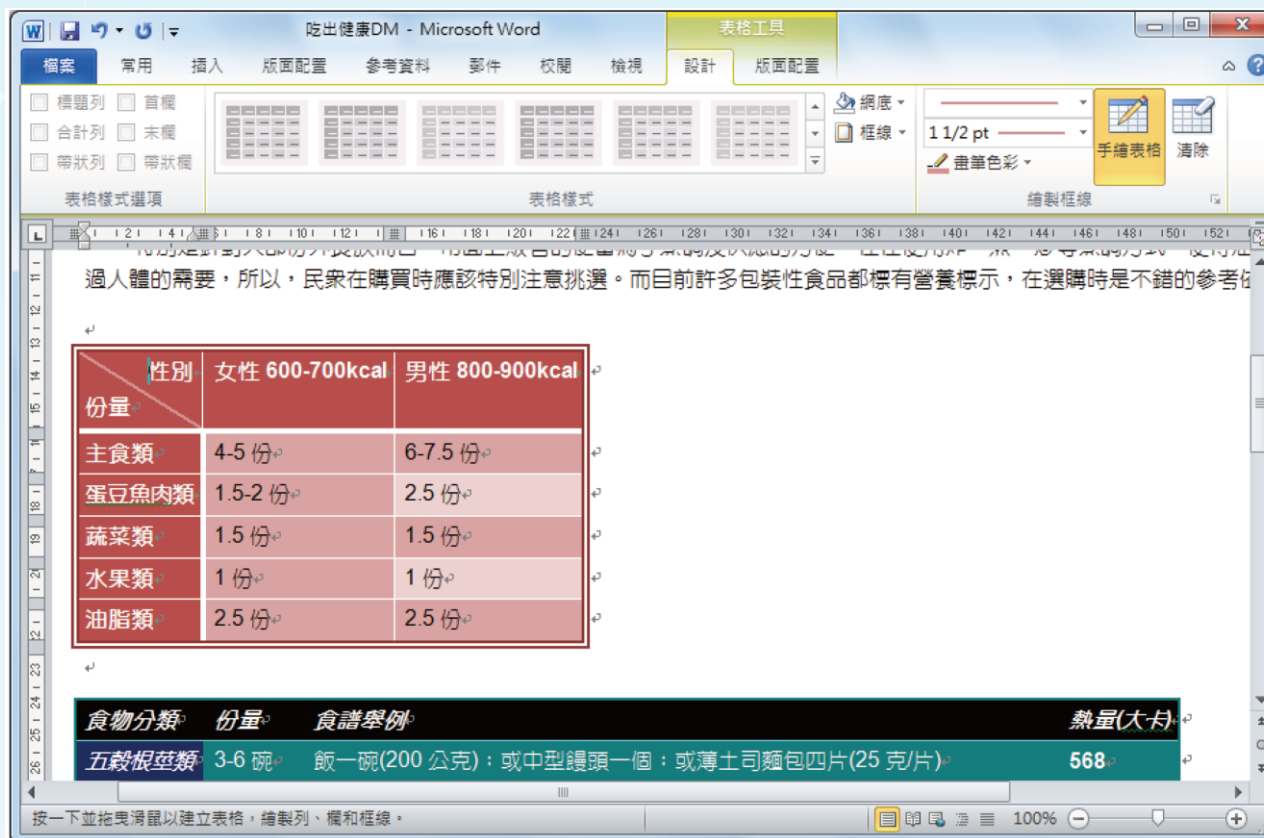 吃出健康DM - Microsoft Word
表格工具
檔案 常用 插入 版面配置 參考資料 郵件 校閱 檢視 設計 版面配置
標題列 首欄
合計列 末欄
帶狀列 帶狀欄
表格樣式選項
表格樣式
網底
框線
1 1/2 pt
畫筆色彩
手繪表格
清除
繪製框線
過人體的需要，所以，民眾在購買時應該特別注意挑選。而目前許多包裝性食品都標有營養標示，在選購時是不錯的參考
性別 女性 600-700kcal 男性 800-900kcal
份量
主食類 4-5 份 6-7.5 份
蛋豆魚肉類 1.5-2 份 2.5 份
蔬菜類 1.5 份 1.5 份
水果類 1 份 1 份
油脂類 2.5 份 2.5 份
食物分類 份量 食譜舉例 熱量(大卡)
五穀根莖類 3-6 碗 飯一碗(200 公克)；或中型饅頭一個；或薄土司麵包四片(25 克/片) 568
按一下並拖曳滑鼠以建立表格，繪製列、欄和框線。
100%